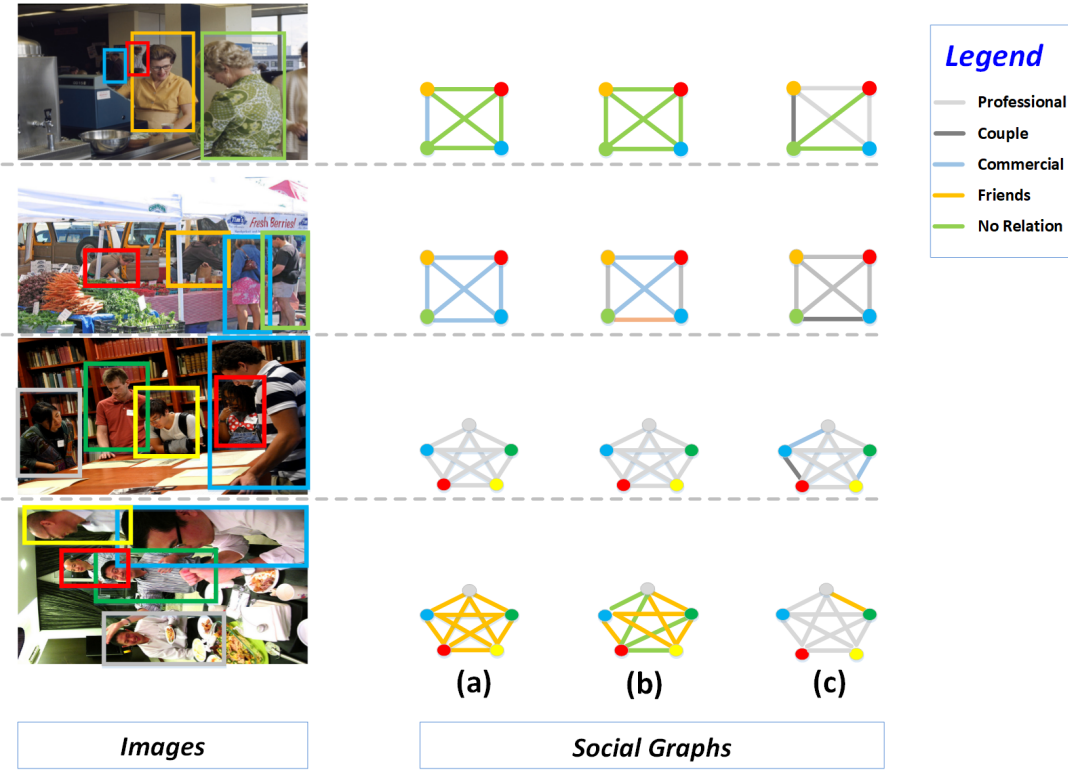 Legend
Professional
Couple
Commercial
Friends
No Relation
Fresh Berries!
(a)
(b)
(c)
Images
Social Graphs